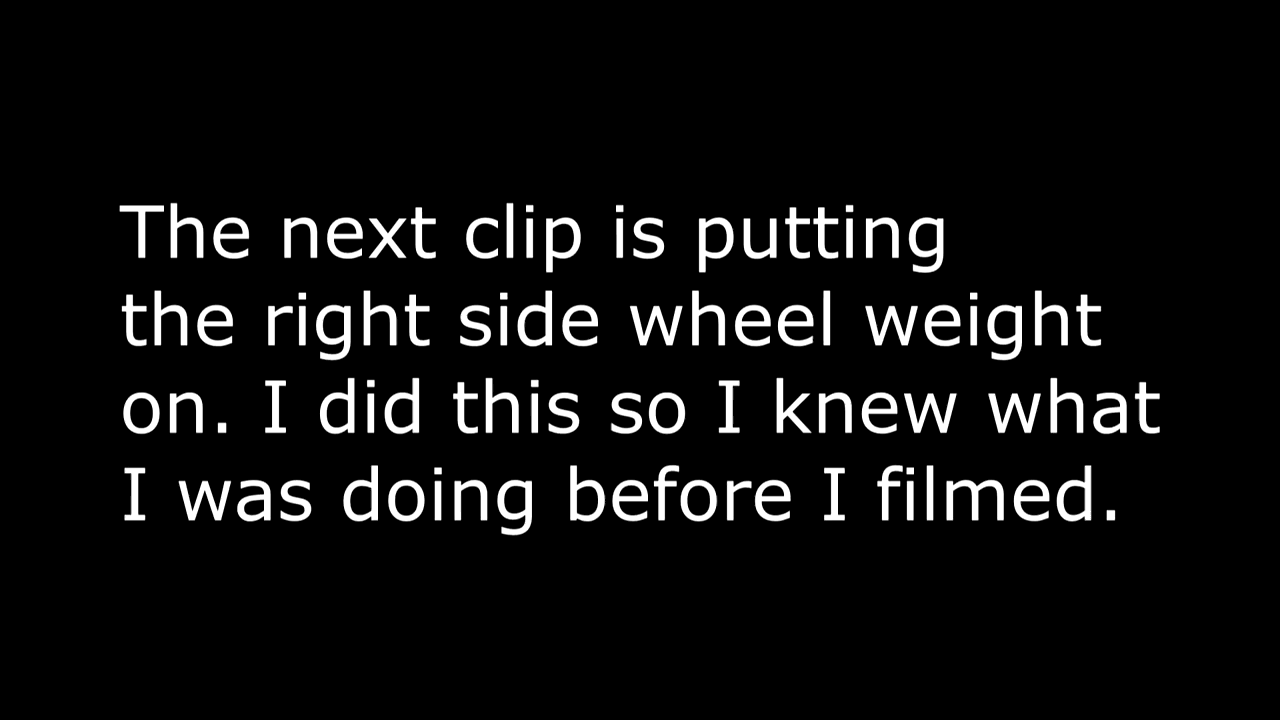 The next clip is putting
the right side wheel weight
on. I did this so I knew what
I was doing before I filmed.